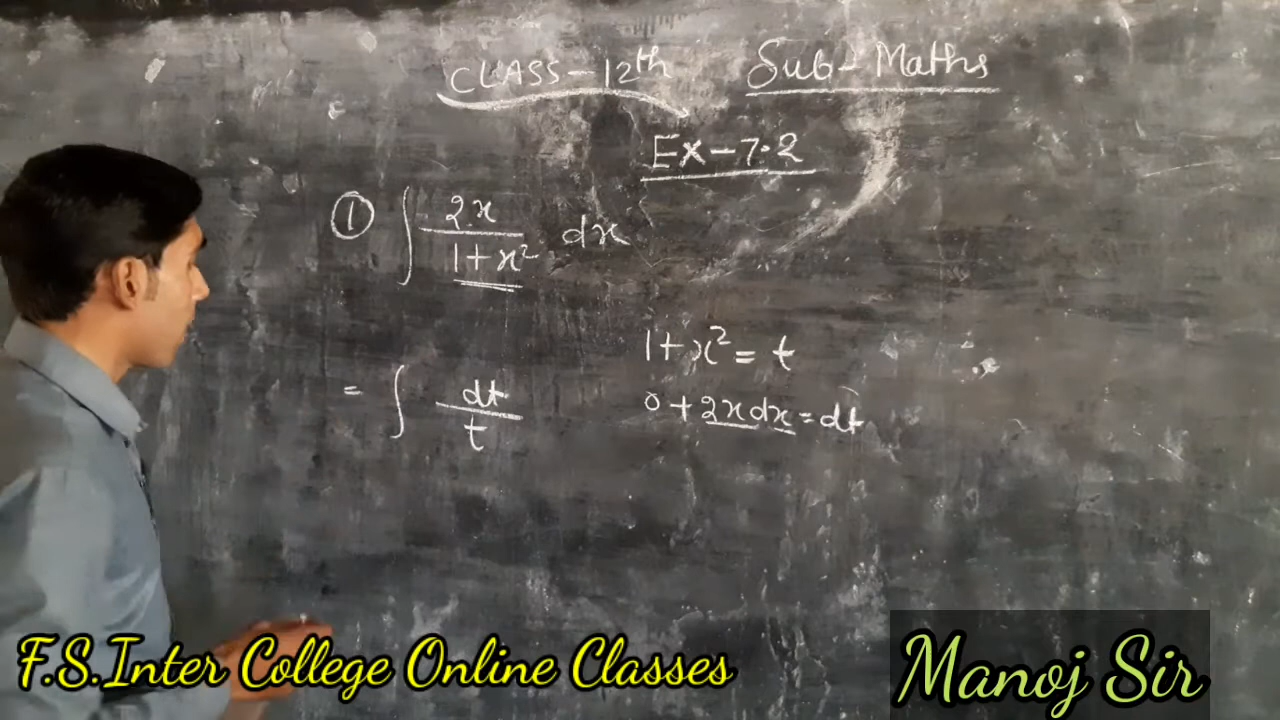 CLASS-12th Sub- Maths
Ex-7.2
① ∫ 2x / 1+x² dx
1+x² = t
0+2xdx=dt
= ∫ dt / t
F.S.Inter College Online Classes
Manoj Sir